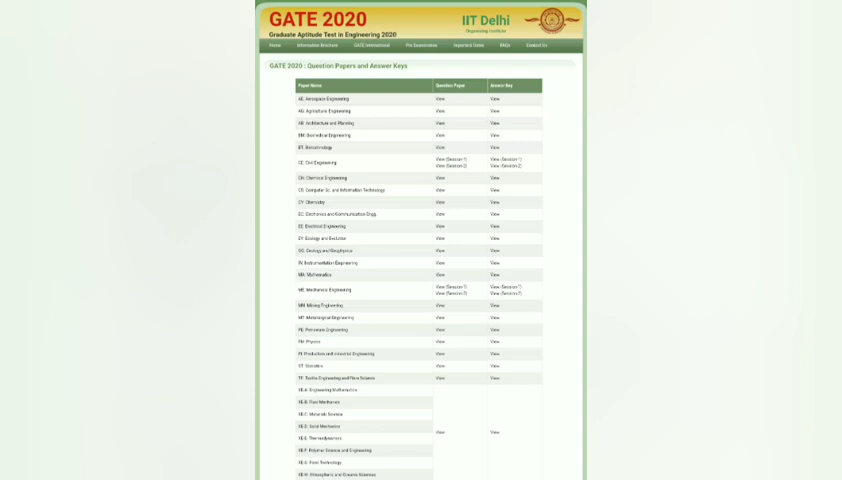 GATE 2020
IIT Delhi
Organising Institute
Graduate Aptitude Test in Engineering 2020
Home Information Brochure GATE International Pre Examination Important Dates FAQs Contact Us
GATE 2020 : Question Papers and Answer Keys
Paper Name Question Paper Answer Key
AE: Aerospace Engineering View View
AG: Agricultural Engineering View View
AR: Architecture and Planning View View
BM: Biomedical Engineering View View
BT: Biotechnology View View
CE: Civil Engineering View (Session-1) View (Session-1)
View (Session-2) View (Session-2)
CH: Chemical Engineering View View
CS: Computer Sc. and Information Technology View View
CY: Chemistry View View
EC: Electronics and Communication Engg. View View
EE: Electrical Engineering View View
EY: Ecology and Evolution View View
GG: Geology and Geophysics View View
IN: Instrumentation Engineering View View
MA: Mathematics View View
ME: Mechanical Engineering View (Session-1) View (Session-1)
View (Session-2) View (Session-2)
MN: Mining Engineering View View
MT: Metallurgical Engineering View View
PE: Petroleum Engineering View View
PH: Physics View View
PI: Production and Industrial Engineering View View
ST: Statistics View View
TF: Textile Engineering and Fibre Science View View
XE-A: Engineering Mathematics
XE-B: Fluid Mechanics
XE-C: Materials Science
XE-D: Solid Mechanics
View View
XE-E: Thermodynamics
XE-F: Polymer Science and Engineering
XE-G: Food Technology
XE-H: Atmospheric and Oceanic Sciences